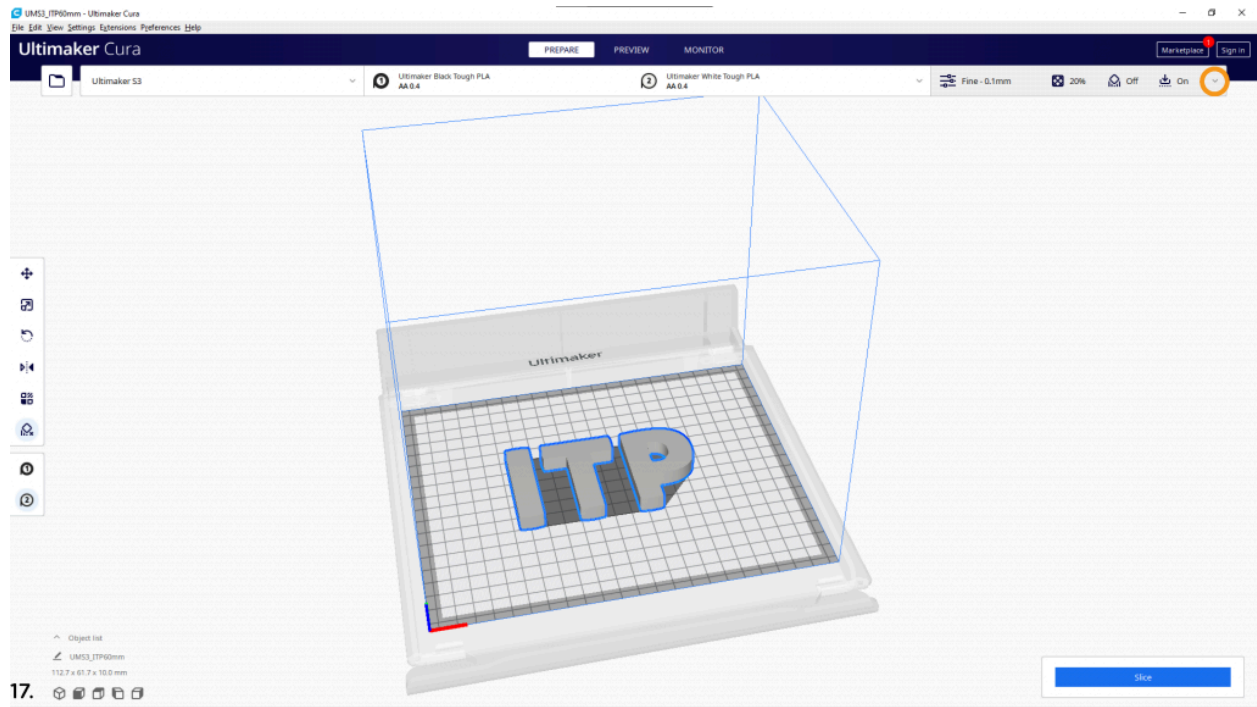 UMS3_ITP60mm - Ultimaker Cura
File Edit View Settings Extensions Preferences Help
Ultimaker Cura
PREPARE PREVIEW MONITOR
1
Marketplace Sign in
Ultimaker S3
1 Ultimaker Black Tough PLA
AA 0.4
2 Ultimaker White Tough PLA
AA 0.4
Fine - 0.1mm 20% Off On
Ultimaker
1
2
Object list
UMS3_ITP60mm
112.7 x 61.7 x 10.0 mm
17.
ITP
Slice